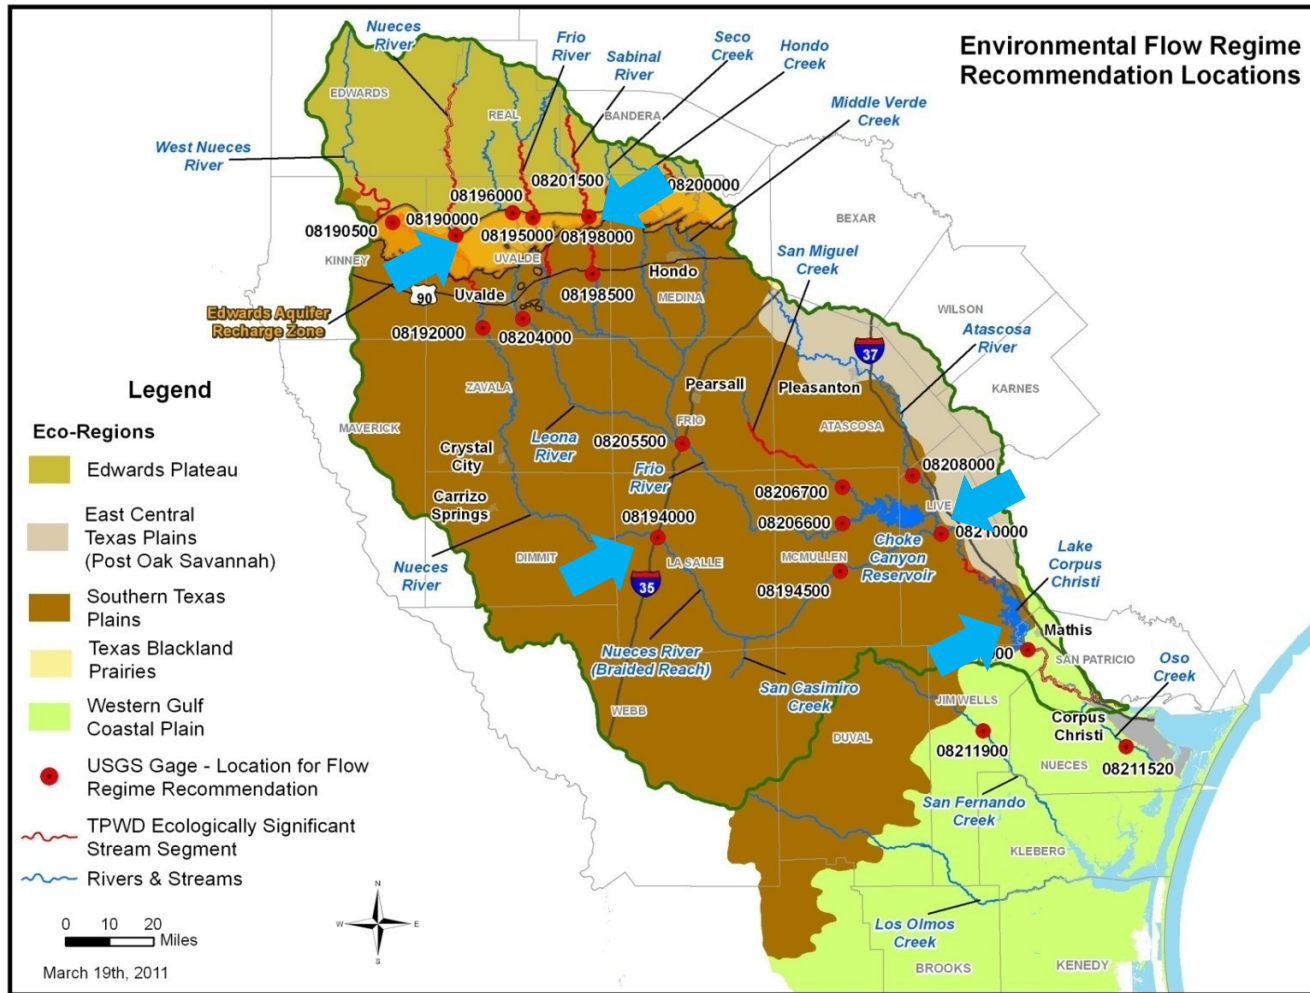 Environmental Flow Regime
Recommendation Locations
Nueces
River
Frio
River
Sabinal
River
Seco
Creek
Hondo
Creek
Middle Verde
Creek
West Nueces
River
EDWARDS
REAL
BANDERA
BEXAR
08201500
08200000
08196000
08190000
08190500
08195000
08198000
KINNEY
UVALDE
90
Uvalde
Hondo
MEDINA
08198500
San Miguel
Creek
Edwards Aquifer
Recharge Zone
08192000
08204000
WILSON
Atascosa
River
37
KARNES
ZAVALA
MAVERICK
Pearsall
Pleasanton
FRIO
ATASCOSA
Crystal
City
Leona
River
08205500
Frio
River
08208000
Carrizo
Springs
08206700
LIVE
08194000
08206600
08210000
DIMMIT
LA SALLE
MCMULLEN
Choke
Canyon
Reservoir
Lake
Corpus
Christi
Nueces
River
35
08194500
Mathis
Nueces River
(Braided Reach)
San Casimiro
Creek
SAN PATRICIO
Oso
Creek
WEBB
JIM WELLS
DUVAL
Corpus
Christi
08211900
NUECES
08211520
San Fernando
Creek
KLEBERG
Los Olmos
Creek
BROOKS
KENEDY
Legend
Eco-Regions
Edwards Plateau
East Central
Texas Plains
(Post Oak Savannah)
Southern Texas
Plains
Texas Blackland
Prairies
Western Gulf
Coastal Plain
USGS Gage - Location for Flow
Regime Recommendation
TPWD Ecologically Significant
Stream Segment
Rivers & Streams
0 10 20
Miles
March 19th, 2011
N
W
E
S